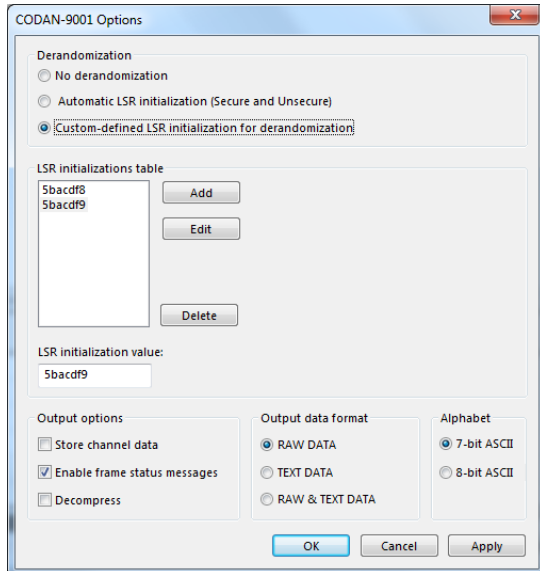 CODAN-9001 Options
Derandomization
No derandomization
Automatic LSR initialization (Secure and Unsecure)
Custom-defined LSR initialization for derandomization
LSR initializations table
5bacdf8
5bacdf9
Add
Edit
Delete
LSR initialization value:
5bacdf9
Output options
Store channel data
Enable frame status messages
Decompress
Output data format
RAW DATA
TEXT DATA
RAW & TEXT DATA
Alphabet
7-bit ASCII
8-bit ASCII
OK
Cancel
Apply